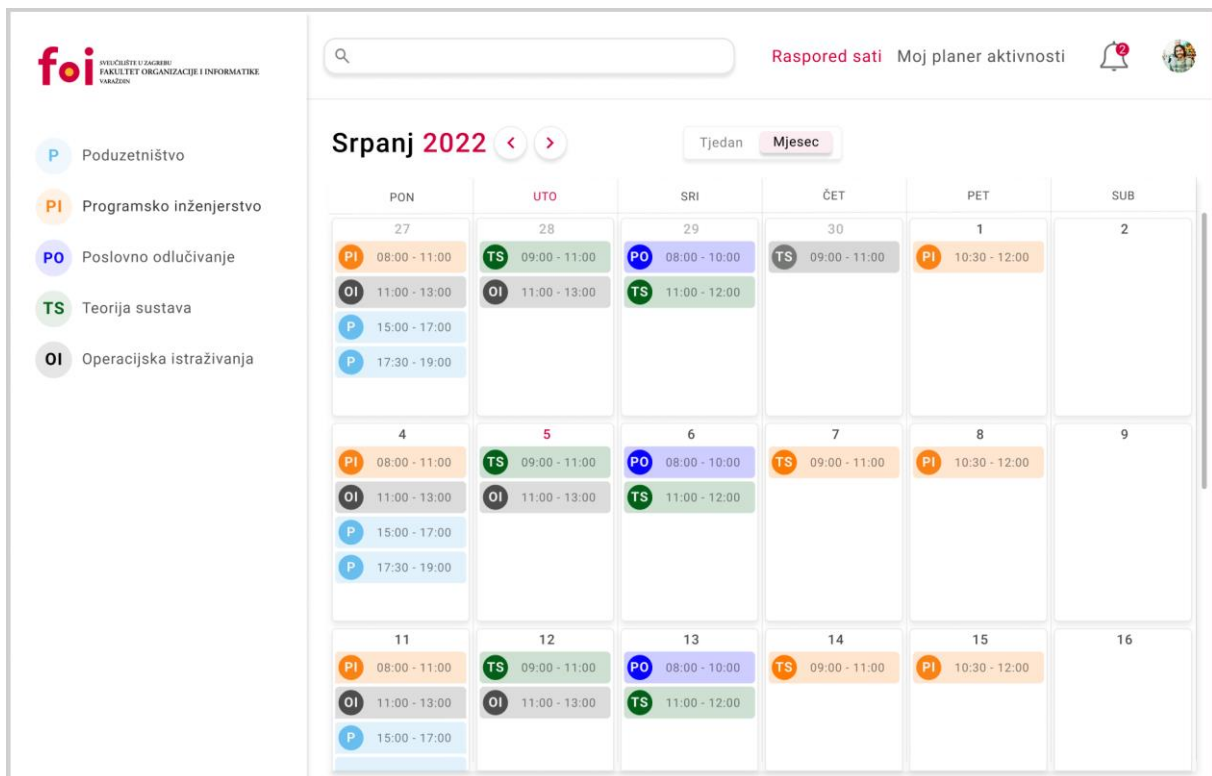 foi
SVEUČILIŠTE U ZAGREBU
FAKULTET ORGANIZACIJE I INFORMATIKE
VARAŽDIN
Raspored sati Moj planer aktivnosti 2
P Poduzetništvo
PI Programsko inženjerstvo
PO Poslovno odlučivanje
TS Teorija sustava
OI Operacijska istraživanja
Srpanj 2022 < >
Tjedan Mjesec
PON UTO SRI ČET PET SUB
27 28 29 30 1 2
PI 08:00 - 11:00 TS 09:00 - 11:00 PO 08:00 - 10:00 TS 09:00 - 11:00 PI 10:30 - 12:00
OI 11:00 - 13:00 OI 11:00 - 13:00 TS 11:00 - 12:00
P 15:00 - 17:00
P 17:30 - 19:00
4 5 6 7 8 9
PI 08:00 - 11:00 TS 09:00 - 11:00 PO 08:00 - 10:00 TS 09:00 - 11:00 PI 10:30 - 12:00
OI 11:00 - 13:00 OI 11:00 - 13:00 TS 11:00 - 12:00
P 15:00 - 17:00
P 17:30 - 19:00
11 12 13 14 15 16
PI 08:00 - 11:00 TS 09:00 - 11:00 PO 08:00 - 10:00 TS 09:00 - 11:00 PI 10:30 - 12:00
OI 11:00 - 13:00 OI 11:00 - 13:00 TS 11:00 - 12:00
P 15:00 - 17:00